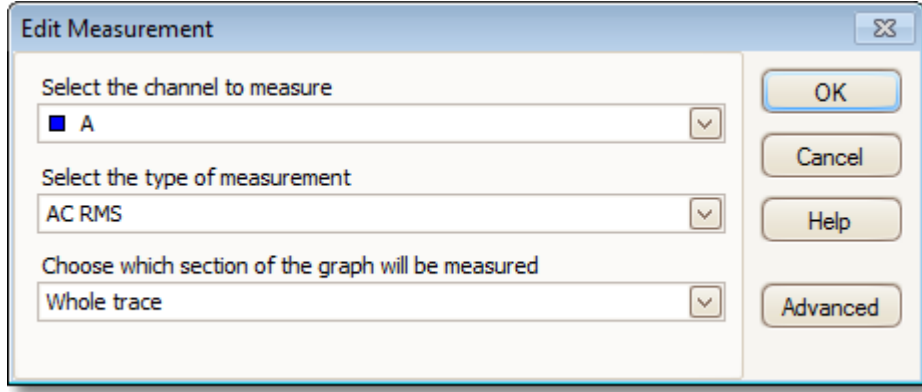 Edit Measurement
Select the channel to measure
A
Select the type of measurement
AC RMS
Choose which section of the graph will be measured
Whole trace
OK
Cancel
Help
Advanced